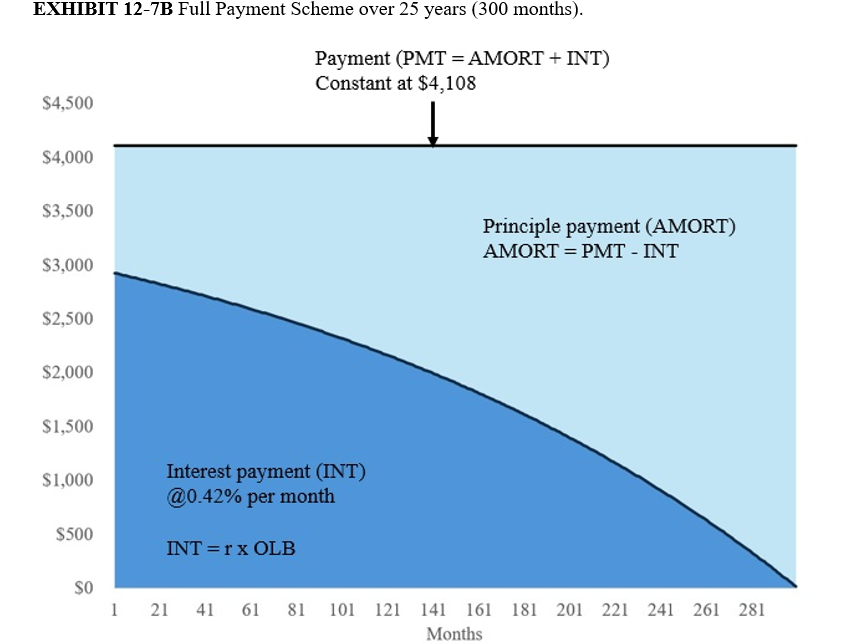 EXHIBIT 12-7B Full Payment Scheme over 25 years (300 months).
Payment (PMT = AMORT + INT)
Constant at $4,108
$4,500
$4,000
$3,500
$3,000
$2,500
$2,000
$1,500
$1,000
$500
$0
Principle payment (AMORT)
AMORT = PMT - INT
Interest payment (INT)
@0.42% per month
INT = r x OLB
1 21 41 61 81 101 121 141 161 181 201 221 241 261 281
Months